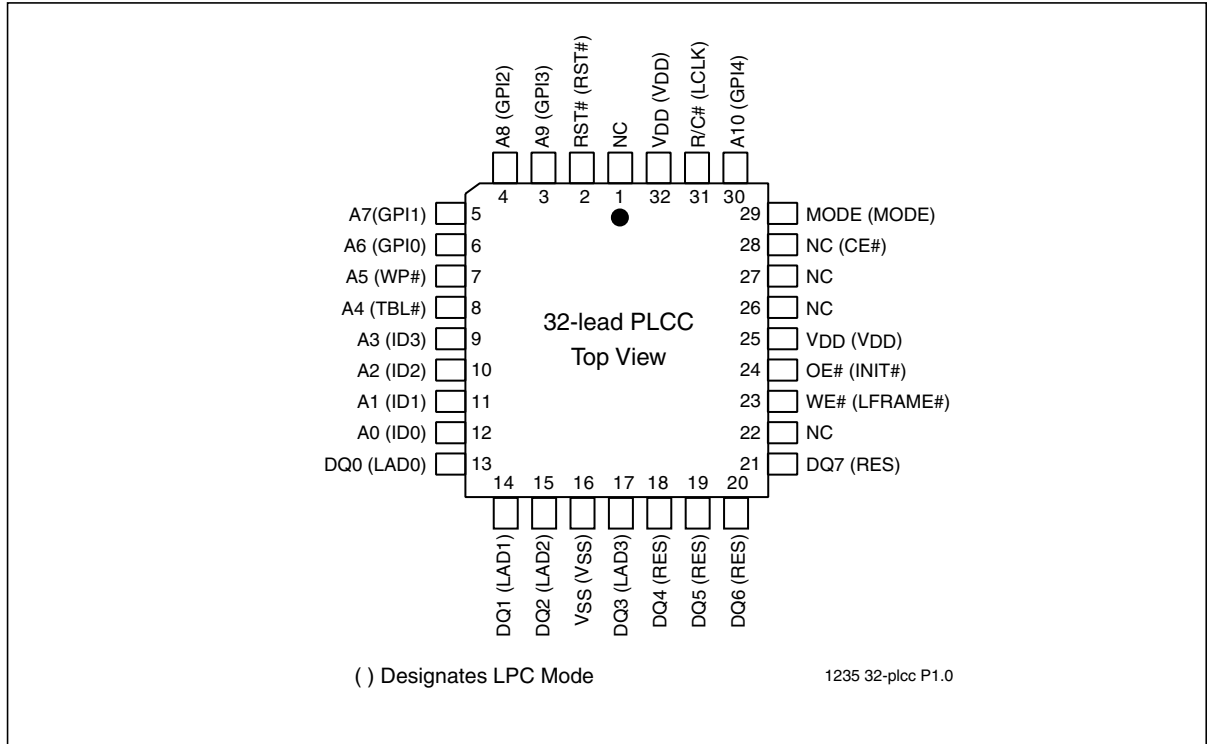 A8 (GPI2)
A9 (GPI3)
RST# (RST#)
NC
VDD (VDD)
R/C# (LCLK)
A10 (GPI4)
4
3
2
1
32
31
30
A7(GPI1)
5
A6 (GPI0)
6
A5 (WP#)
7
A4 (TBL#)
8
A3 (ID3)
9
A2 (ID2)
10
A1 (ID1)
11
A0 (ID0)
12
DQ0 (LAD0)
13
32-lead PLCC
Top View
29
MODE (MODE)
28
NC (CE#)
27
NC
26
NC
25
VDD (VDD)
24
OE# (INIT#)
23
WE# (LFRAME#)
22
NC
21
DQ7 (RES)
14
15
16
17
18
19
20
DQ1 (LAD1)
DQ2 (LAD2)
VSS (VSS)
DQ3 (LAD3)
DQ4 (RES)
DQ5 (RES)
DQ6 (RES)
( ) Designates LPC Mode
1235 32-plcc P1.0